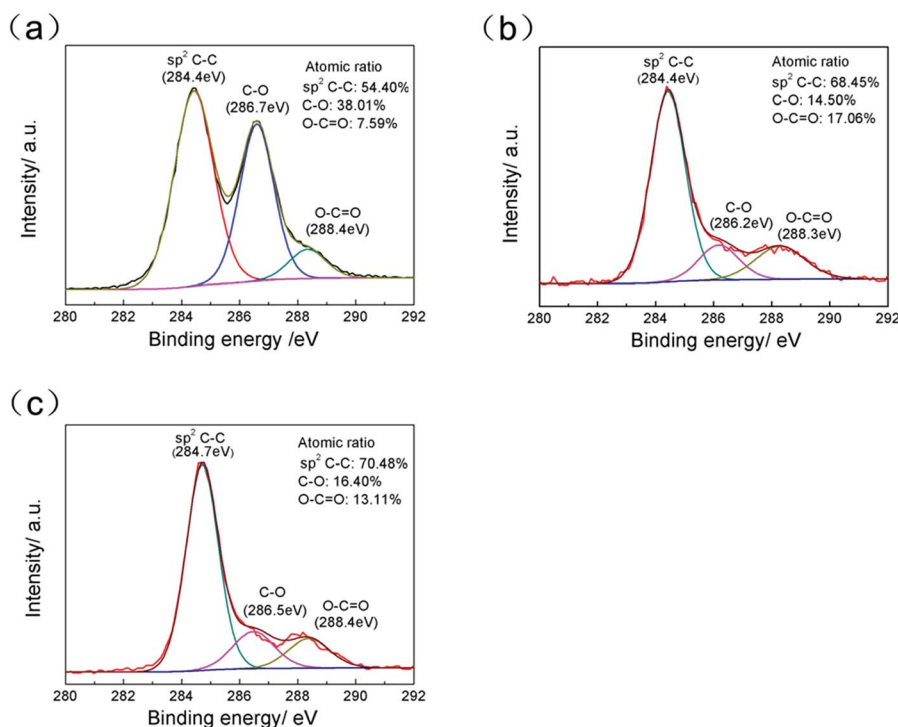 (a)
sp² C-C
(284.4eV)
C-O
(286.7eV)
O-C=O
(288.4eV)
Atomic ratio
sp² C-C: 54.40%
C-O: 38.01%
O-C=O: 7.59%
Intensity/ a.u.
280 282 284 286 288 290 292
Binding energy /eV
(b)
sp² C-C
(284.4eV)
C-O
(286.2eV)
O-C=O
(288.3eV)
Atomic ratio
sp² C-C: 68.45%
C-O: 14.50%
O-C=O: 17.06%
Intensity/ a.u.
280 282 284 286 288 290 292
Binding energy/ eV
(c)
sp² C-C
(284.7eV)
C-O
(286.5eV)
O-C=O
(288.4eV)
Atomic ratio
sp² C-C: 70.48%
C-O: 16.40%
O-C=O: 13.11%
Intensity/ a.u.
280 282 284 286 288 290 292
Binding energy/ eV